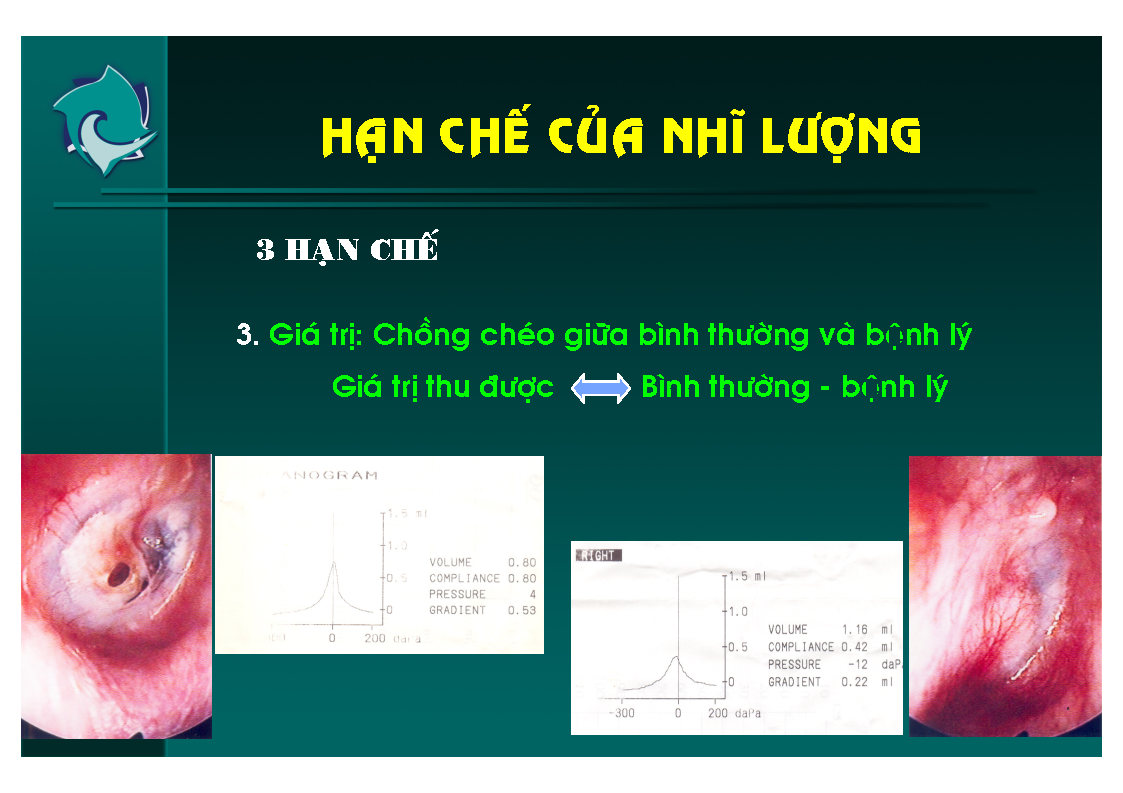 HẠN CHẾ CỦA NHĨ LƯỢNG
3 HẠN CHẾ
3. Giá trị: Chồng chéo giữa bình thường và bệnh lý
Giá trị thu được Bình thường - bệnh lý
ANOGRAM
1.5 ml
1.0
0.5
0
VOLUME 0.80
COMPLIANCE 0.80
PRESSURE 4
GRADIENT 0.53
0 200 daPa
RIGHT
1.5 ml
1.0
0.5
0
VOLUME 1.16 ml
COMPLIANCE 0.42 ml
PRESSURE -12 daPa
GRADIENT 0.22 ml
-300 0 200 daPa